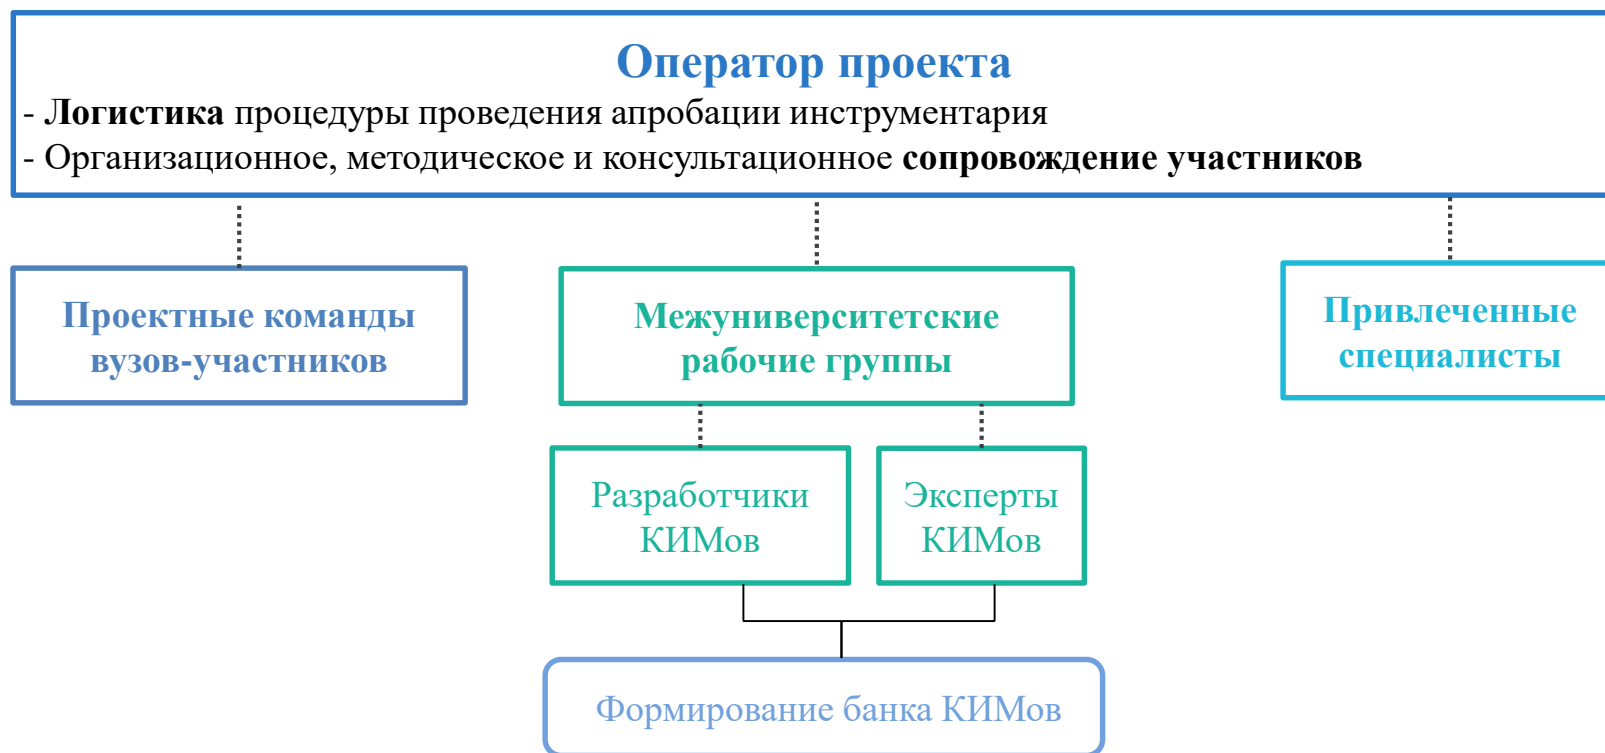 Оператор проекта
- Логистика процедуры проведения апробации инструментария
- Организационное, методическое и консультационное сопровождение участников
Проектные команды
вузов-участников
Межуниверситетские
рабочие группы
Привлеченные
специалисты
Разработчики
КИМов
Эксперты
КИМов
Формирование банка КИМов